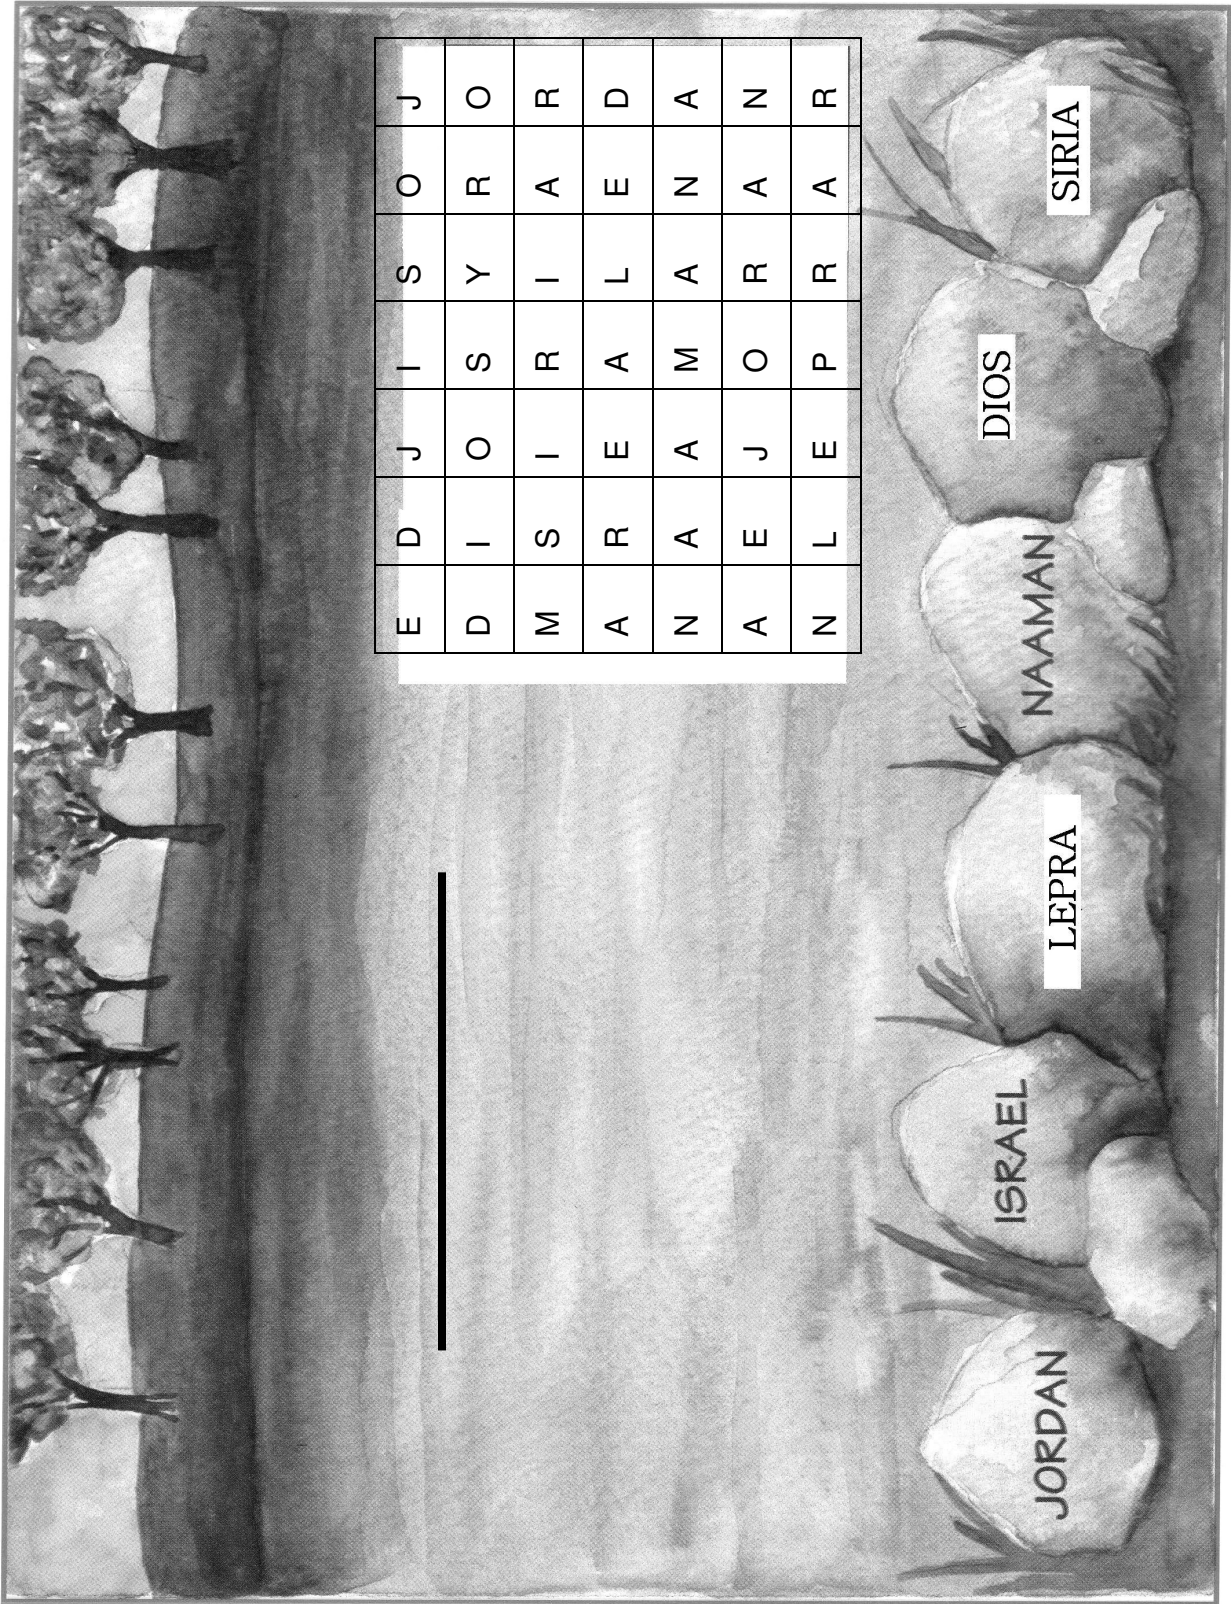 E D J I S O J
D I O S Y R O
M S I R I A R
A R E A L E D
N A A M A N A
A E J O R A N
N L E P R A R
JORDAN
ISRAEL
LEPRA
NAAMAN
DIOS
SIRIA